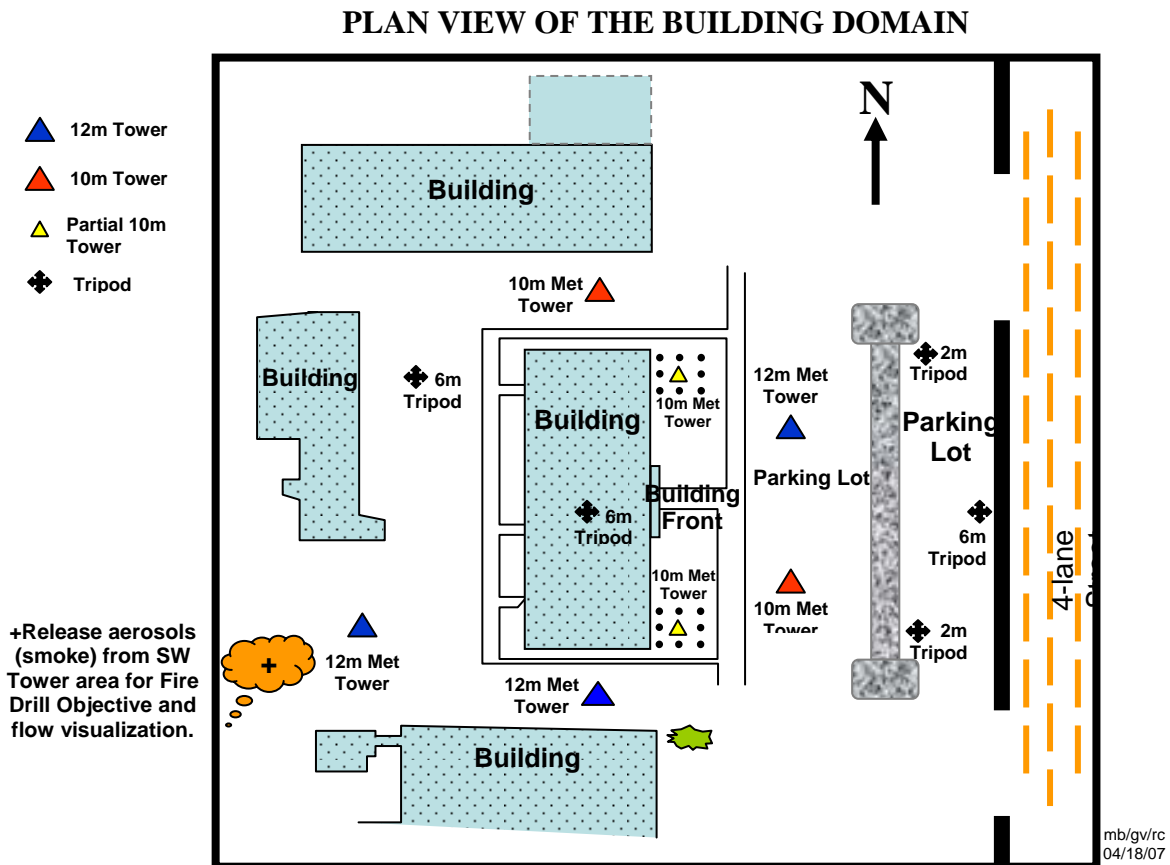 PLAN VIEW OF THE BUILDING DOMAIN
12m Tower
10m Tower
Partial 10m
Tower
Tripod
N
Building
10m Met
Tower
Building
6m
Tripod
Building
10m Met
Tower
12m Met
Tower
2m
Tripod
Parking
Lot
Parking Lot
Building
Front
6m
Tripod
6m
Tripod
10m Met
Tower
10m Met
Tower
2m
Tripod
4-lane
Street
+Release aerosols
(smoke) from SW
Tower area for Fire
Drill Objective and
flow visualization.
+
12m Met
Tower
12m Met
Tower
Building
mb/gv/rc
04/18/07